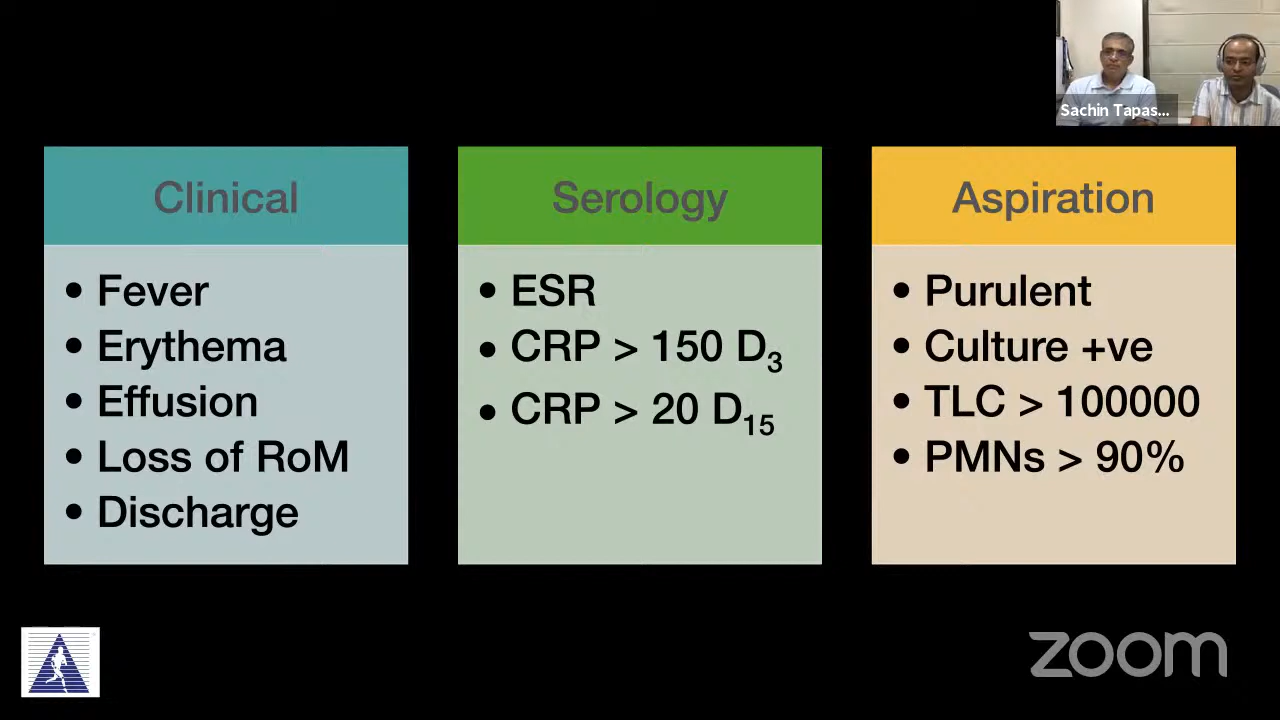 Sachin Tapas...
Clinical
• Fever
• Erythema
• Effusion
• Loss of RoM
• Discharge
Serology
• ESR
• CRP > 150 D₃
• CRP > 20 D₁₅
Aspiration
• Purulent
• Culture +ve
• TLC > 100000
• PMNs > 90%
zoom